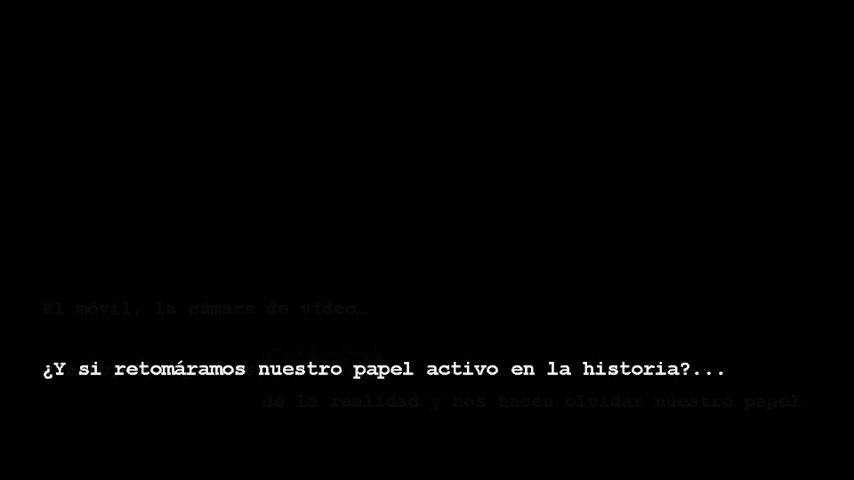 El móvil, la cámara de vídeo…
¿Y si retomáramos nuestro papel activo en la historia?...
de la realidad y nos hacen olvidar nuestro papel.